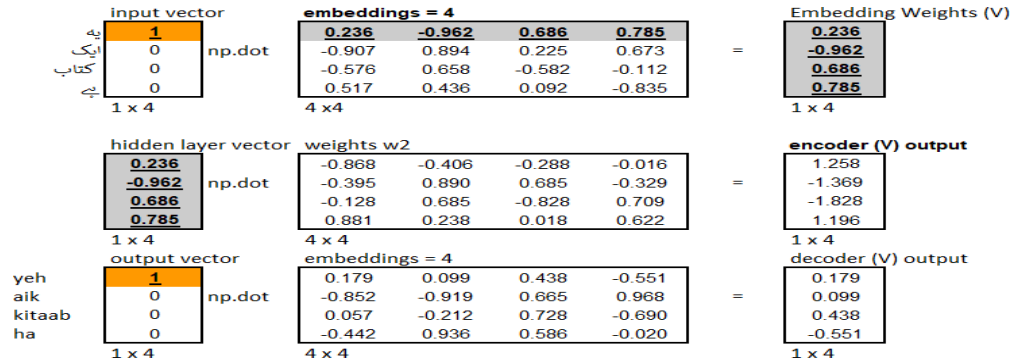 input vector embeddings = 4 Embedding Weights (V)
یہ 1 0.236 -0.962 0.686 0.785 0.236
ایک 0 np.dot -0.907 0.894 0.225 0.673 = -0.962
کتاب 0 -0.576 0.658 -0.582 -0.112 0.686
ہے 0 0.517 0.436 0.092 -0.835 0.785
1 x 4 4 x4 1 x 4
hidden layer vector weights w2 encoder (V) output
0.236 -0.868 -0.406 -0.288 -0.016 1.258
-0.962 np.dot -0.395 0.890 0.685 -0.329 = -1.369
0.686 -0.128 0.685 -0.828 0.709 -1.828
0.785 0.881 0.238 0.018 0.622 1.196
1 x 4 4 x 4 1 x 4
output vector embeddings = 4 decoder (V) output
yeh 1 0.179 0.099 0.438 -0.551 0.179
aik 0 np.dot -0.852 -0.919 0.665 0.968 = 0.099
kitaab 0 0.057 -0.212 0.728 -0.690 0.438
ha 0 -0.442 0.936 0.586 -0.020 -0.551
1 x 4 4 x 4 1 x 4